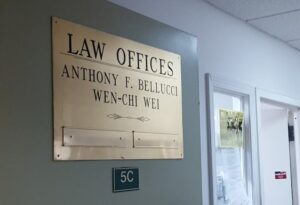 LAW OFFICES
ANTHONY F. BELLUCCI
WEN-CHI WEI
5C